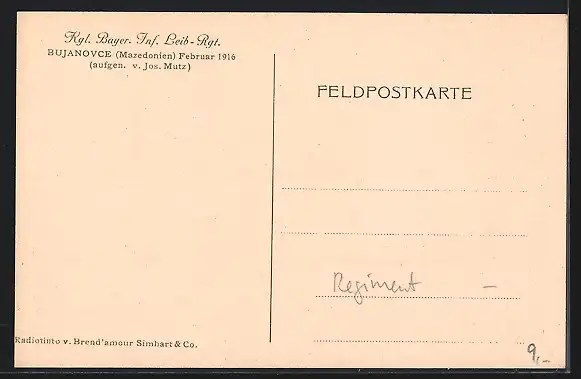 Kgl. Bayer. Inf. Leib-Rgt.
BUJANOVCE (Mazedonien) Februar 1916
(aufgen. v. Jos. Mutz)
FELDPOSTKARTE
Regiment –
Radiotinto v. Brend'amour Simhart & Co.
9,-